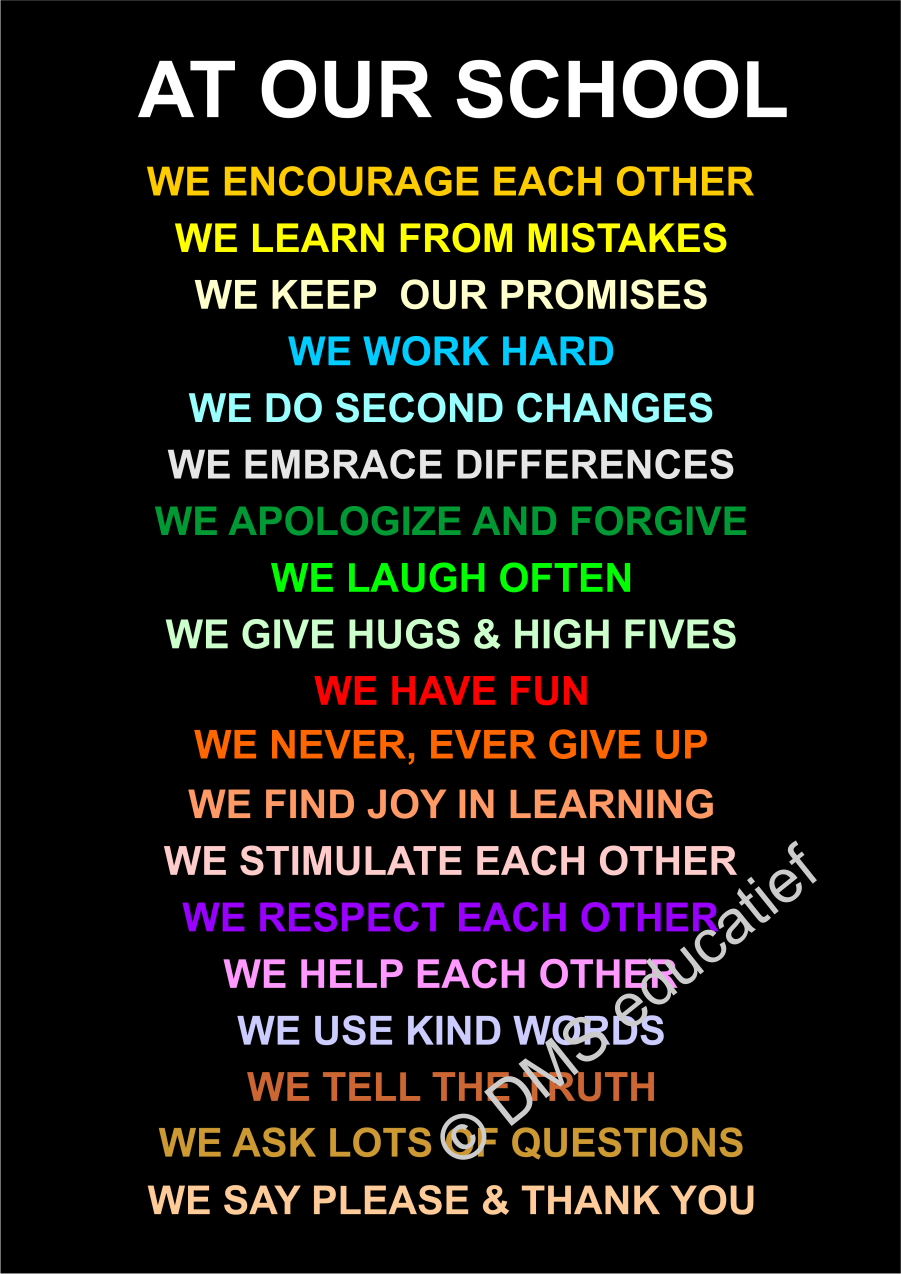 AT OUR SCHOOL
WE ENCOURAGE EACH OTHER
WE LEARN FROM MISTAKES
WE KEEP  OUR PROMISES
WE WORK HARD
WE DO SECOND CHANGES
WE EMBRACE DIFFERENCES
WE APOLOGIZE AND FORGIVE
WE LAUGH OFTEN
WE GIVE HUGS & HIGH FIVES
WE HAVE FUN
WE NEVER, EVER GIVE UP
WE FIND JOY IN LEARNING
WE STIMULATE EACH OTHER
WE RESPECT EACH OTHER
WE HELP EACH OTHER
WE USE KIND WORDS
WE TELL THE TRUTH
WE ASK LOTS OF QUESTIONS
WE SAY PLEASE & THANK YOU
© DMS educatief